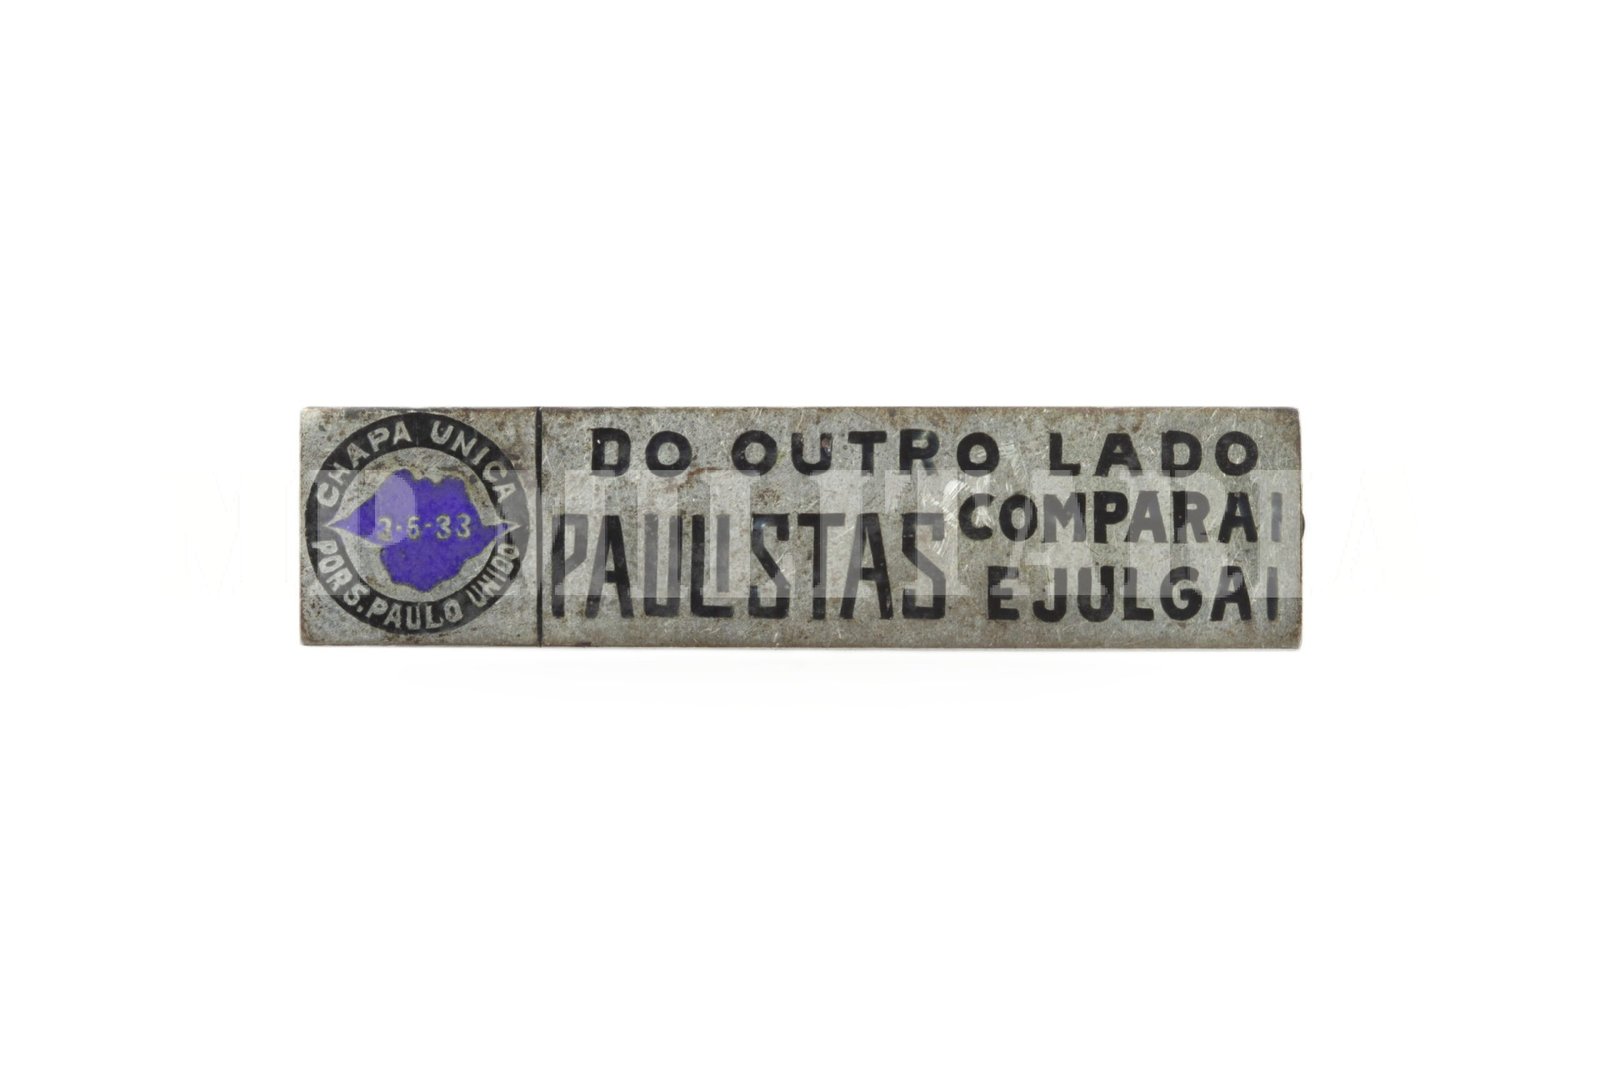 CHAPA UNICA
3-5-33
POR S. PAULO UNIDO
DO OUTRO LADO
PAULISTAS
COMPARAI
E JULGAI